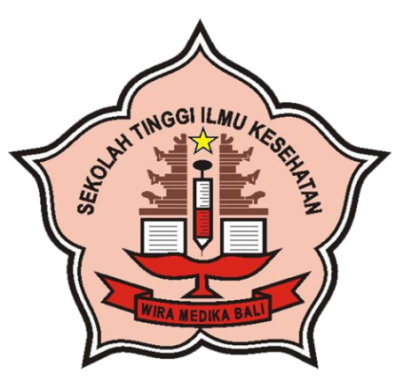 SEKOLAH TINGGI ILMU KESEHATAN
WIRA MEDIKA BALI